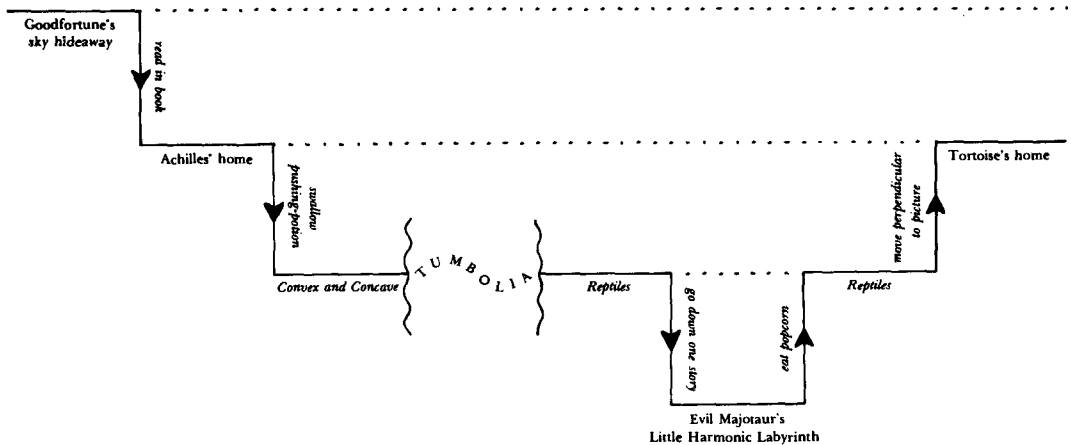 Goodfortune's
sky hideaway
read in book
Achilles' home
swallow
pushing-potion
Convex and Concave
TUMBOLIA
Reptiles
go down one story
Evil Majotaur's
Little Harmonic Labyrinth
eat popcorn
Reptiles
move perpendicular
to picture
Tortoise's home